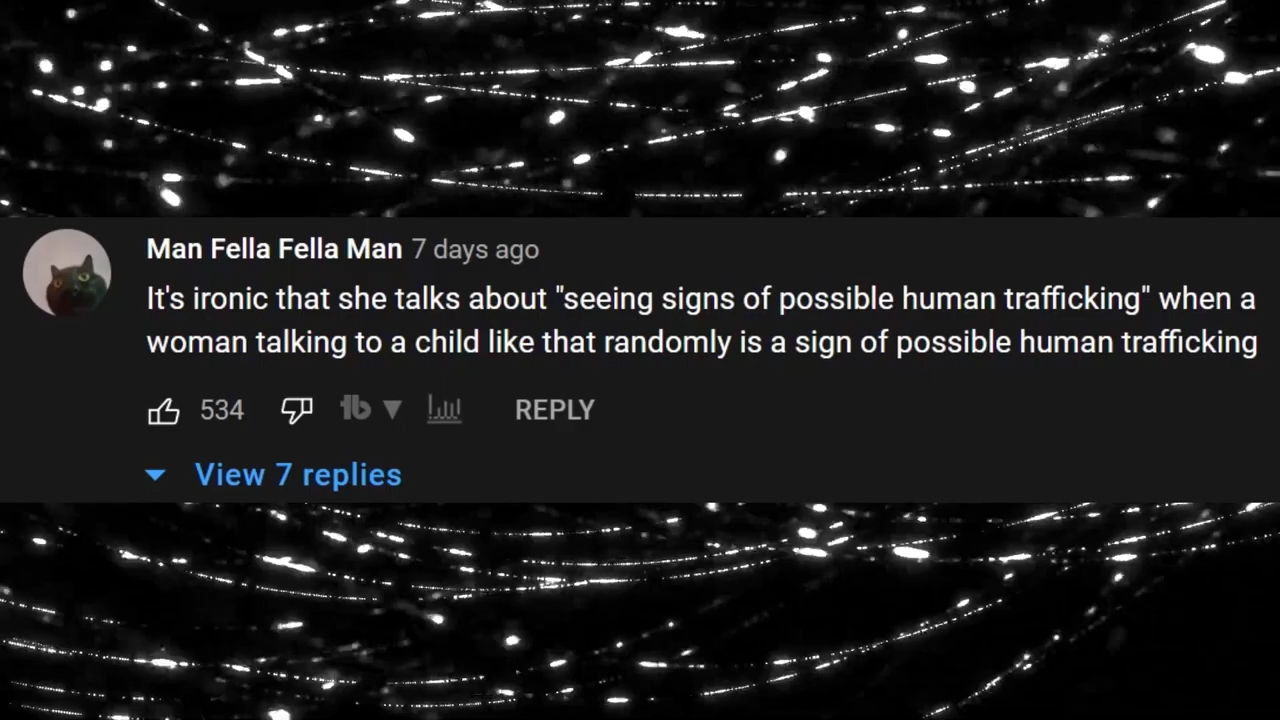 Man Fella Fella Man 7 days ago
It's ironic that she talks about "seeing signs of possible human trafficking" when a
woman talking to a child like that randomly is a sign of possible human trafficking
534 tb REPLY
View 7 replies